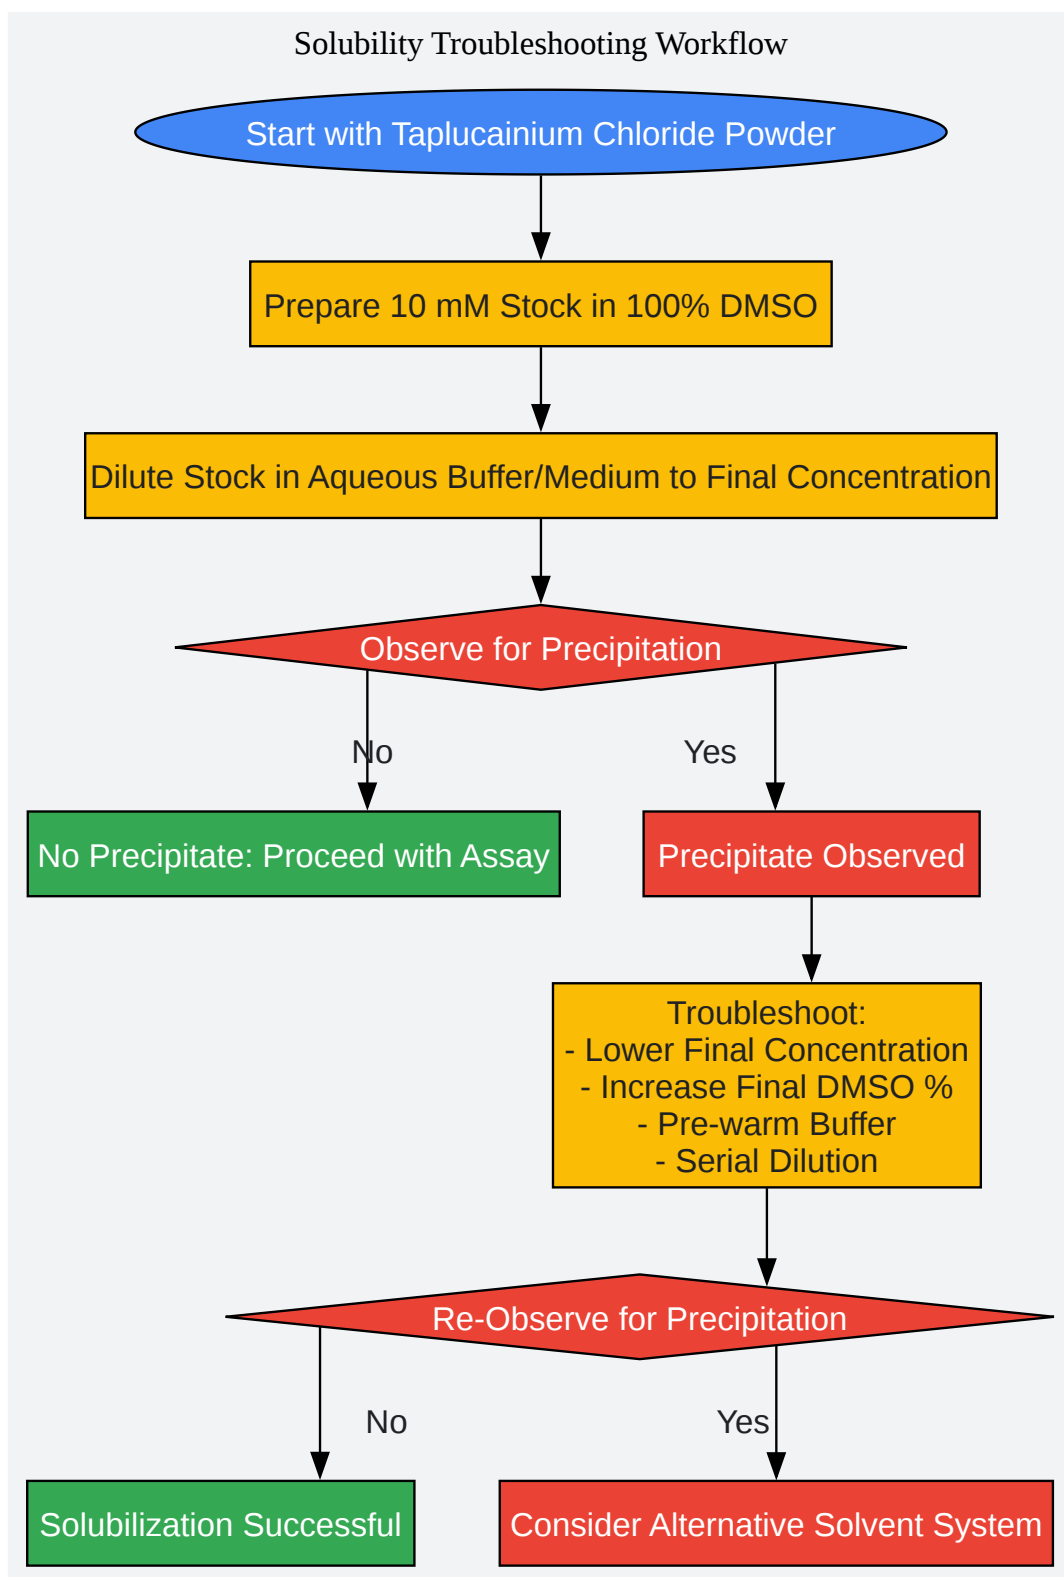 Solubility Troubleshooting Workflow
Start with Taplucainium Chloride Powder
Prepare 10 mM Stock in 100% DMSO
Dilute Stock in Aqueous Buffer/Medium to Final Concentration
Observe for Precipitation
No
Yes
No Precipitate: Proceed with Assay
Precipitate Observed
Troubleshoot:
- Lower Final Concentration
- Increase Final DMSO %
- Pre-warm Buffer
- Serial Dilution
Re-Observe for Precipitation
No
Yes
Solubilization Successful
Consider Alternative Solvent System